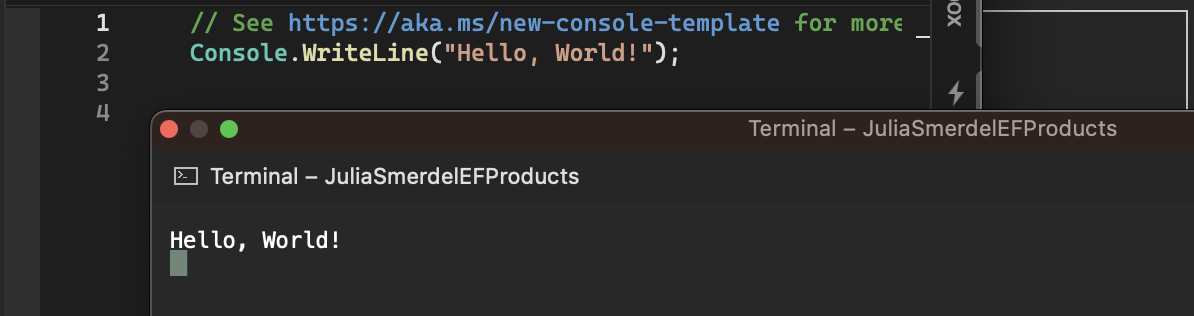 1 // See https://aka.ms/new-console-template for more
2 Console.WriteLine("Hello, World!");
3
4
Terminal – JuliaSmerdelEFProducts
Terminal – JuliaSmerdelEFProducts
Hello, World!